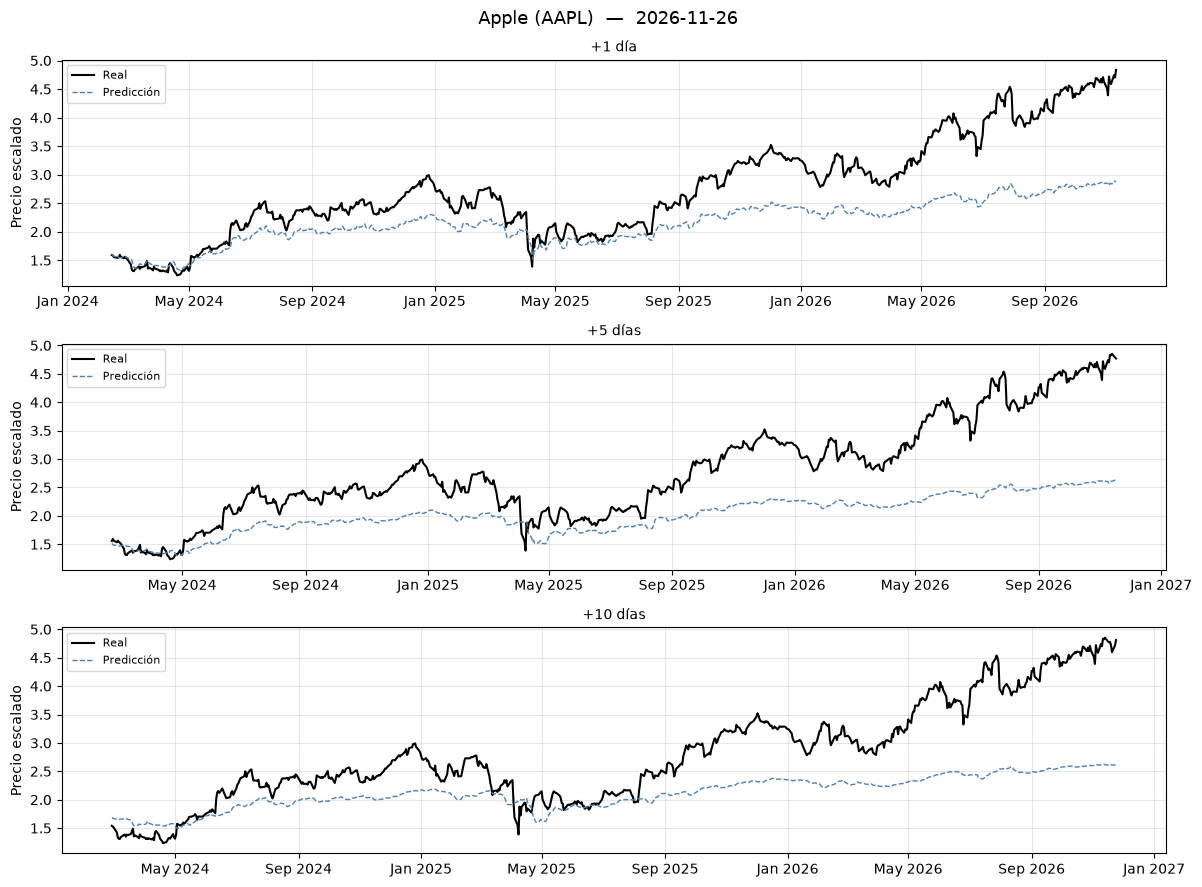 Apple (AAPL) — 2026-11-26
+1 día
Precio escalado
5.0
4.5
4.0
3.5
3.0
2.5
2.0
1.5
Real
Predicción
Jan 2024 May 2024 Sep 2024 Jan 2025 May 2025 Sep 2025 Jan 2026 May 2026 Sep 2026
+5 días
Precio escalado
5.0
4.5
4.0
3.5
3.0
2.5
2.0
1.5
Real
Predicción
May 2024 Sep 2024 Jan 2025 May 2025 Sep 2025 Jan 2026 May 2026 Sep 2026 Jan 2027
+10 días
Precio escalado
5.0
4.5
4.0
3.5
3.0
2.5
2.0
1.5
Real
Predicción
May 2024 Sep 2024 Jan 2025 May 2025 Sep 2025 Jan 2026 May 2026 Sep 2026 Jan 2027